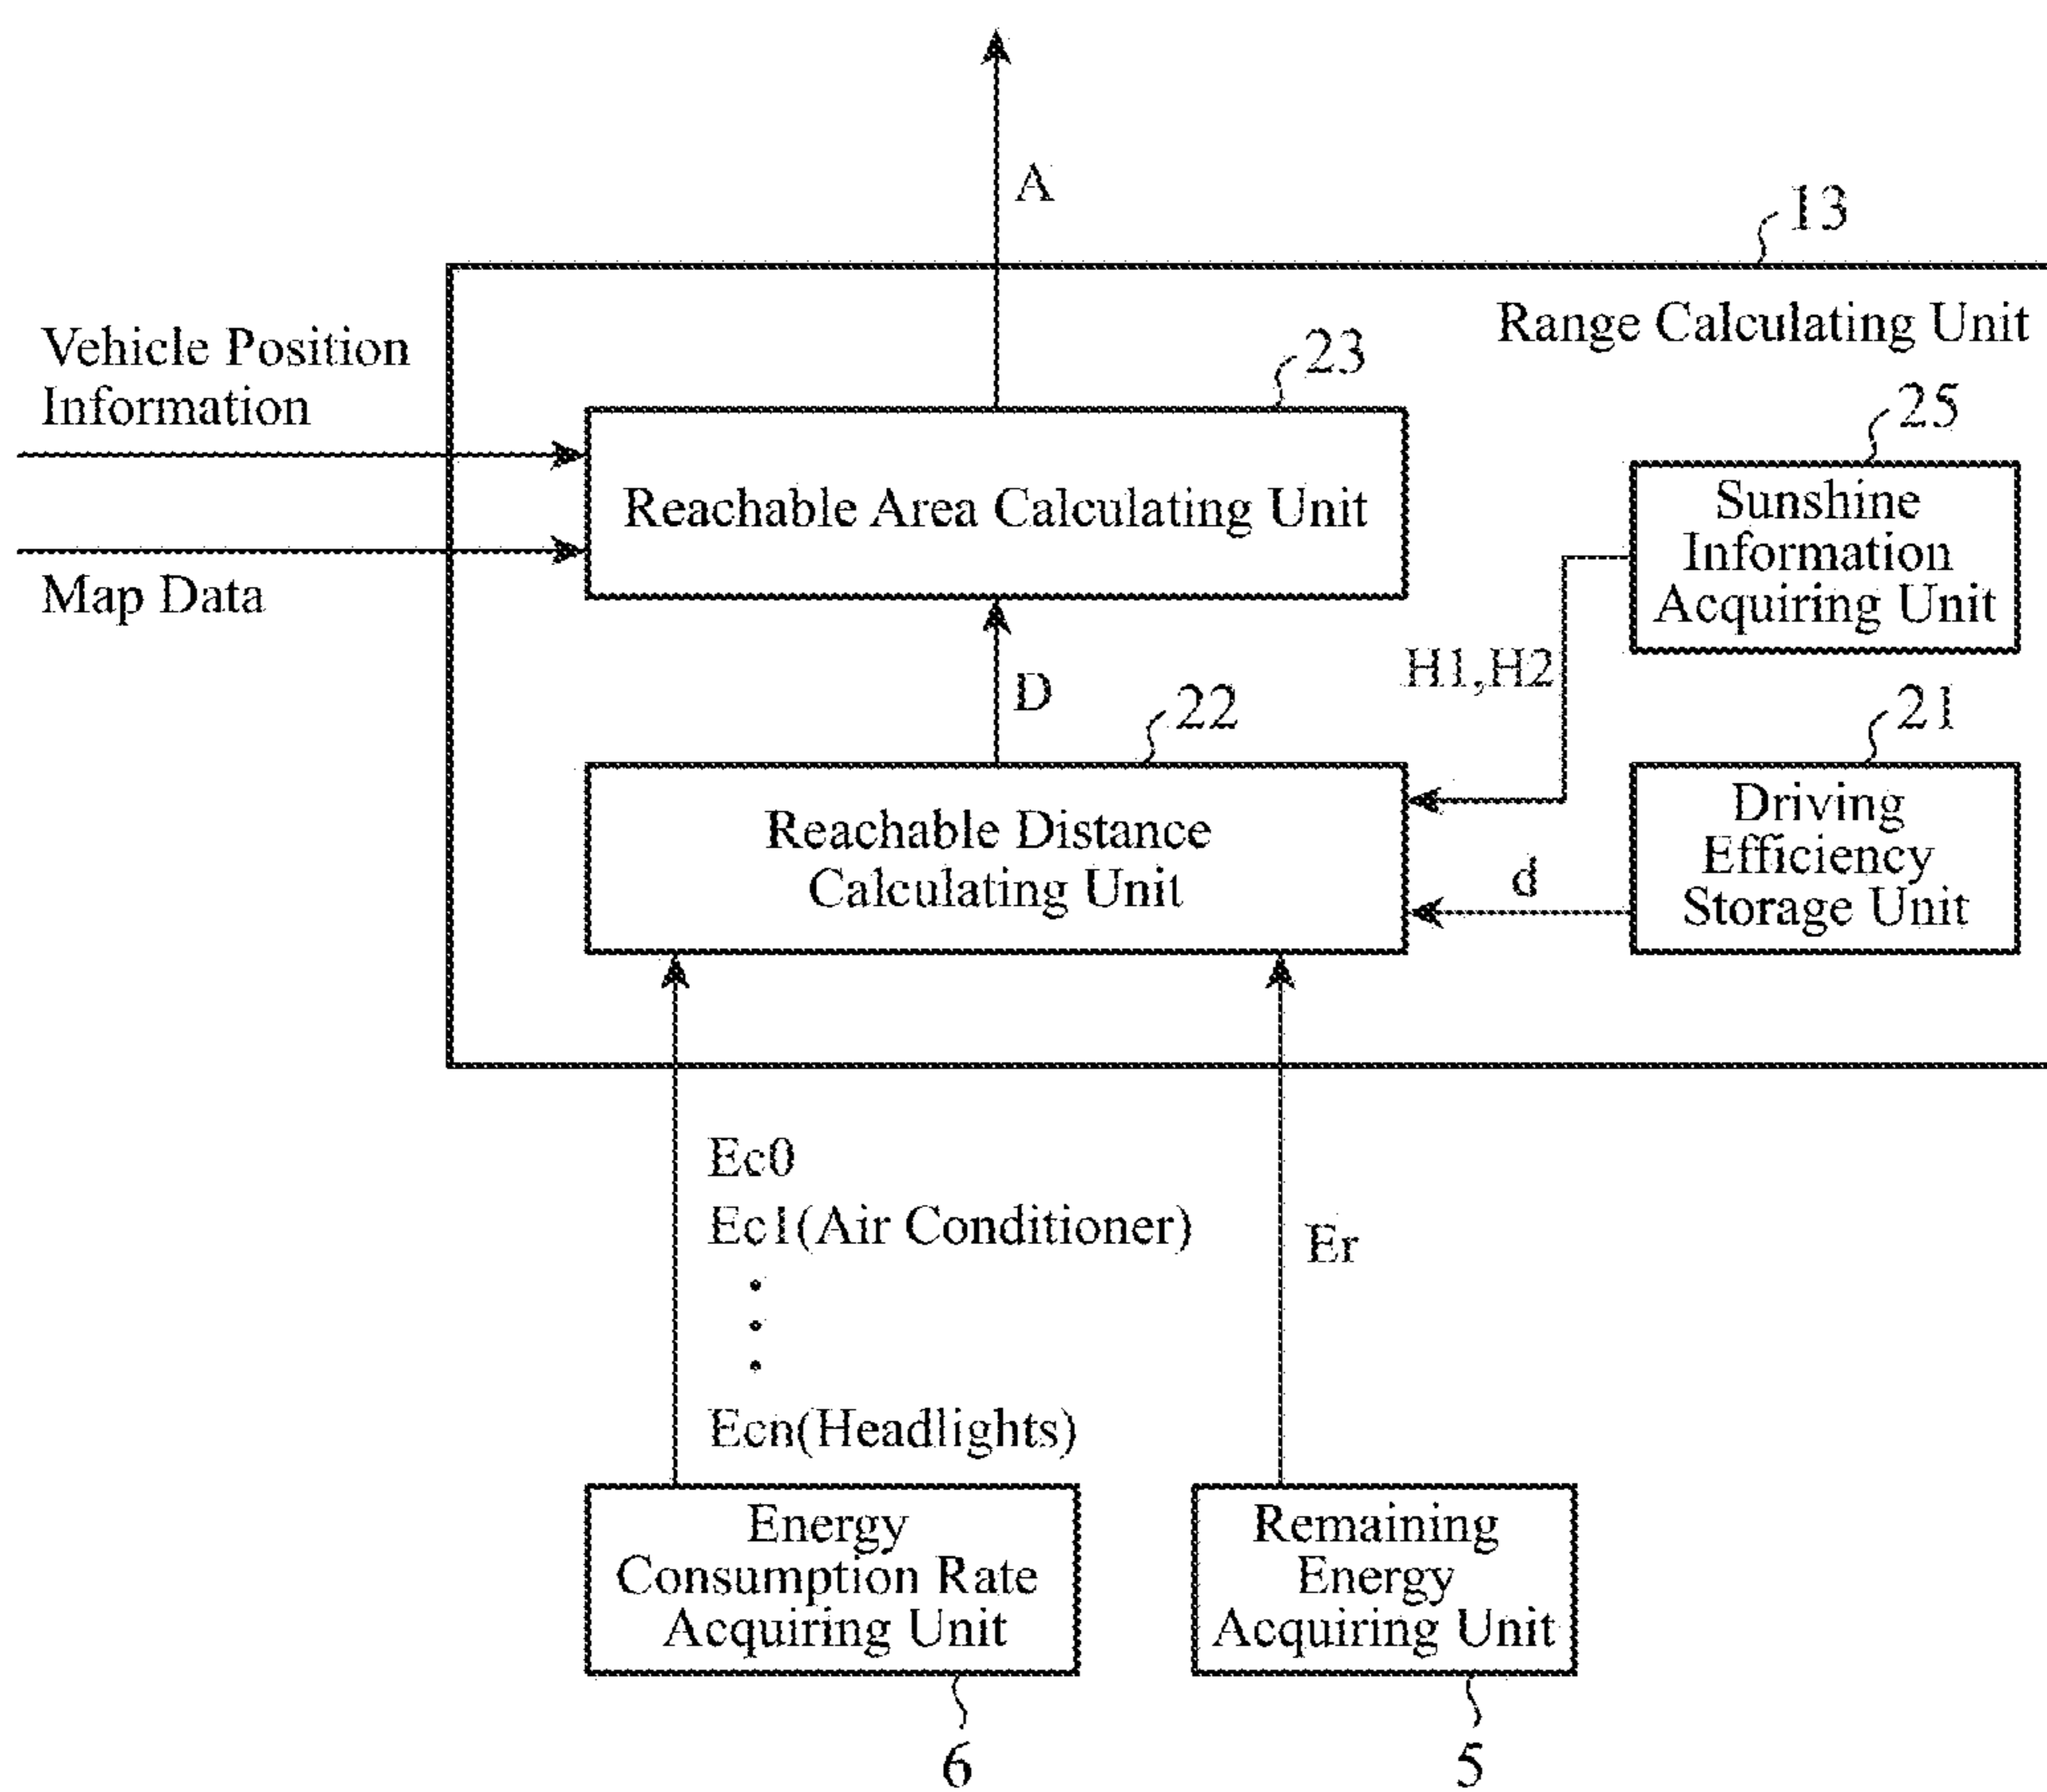 A
13
Range Calculating Unit
Vehicle Position
Information
23
Reachable Area Calculating Unit
Map Data
25
Sunshine
Information
Acquiring Unit
H1,H2
D
22
21
Reachable Distance
Calculating Unit
d
Driving
Efficiency
Storage Unit
Ec0
Ec1(Air Conditioner)
Ecn(Headlights)
Er
Energy
Consumption Rate
Acquiring Unit
6
Remaining
Energy
Acquiring Unit
5